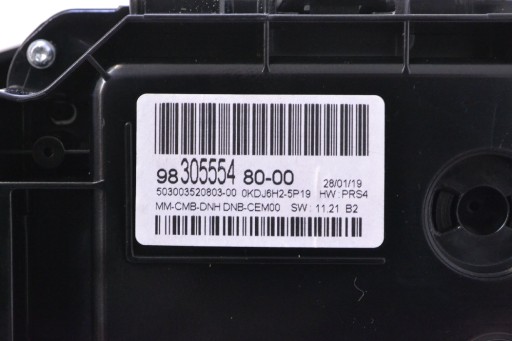 98 305554 80-00
28/01/19
503003520803-00 0KDJ6H2-5P19 HW : PRS4
MM-CMB-DNH DNB-CEM00 SW : 11.21 B2